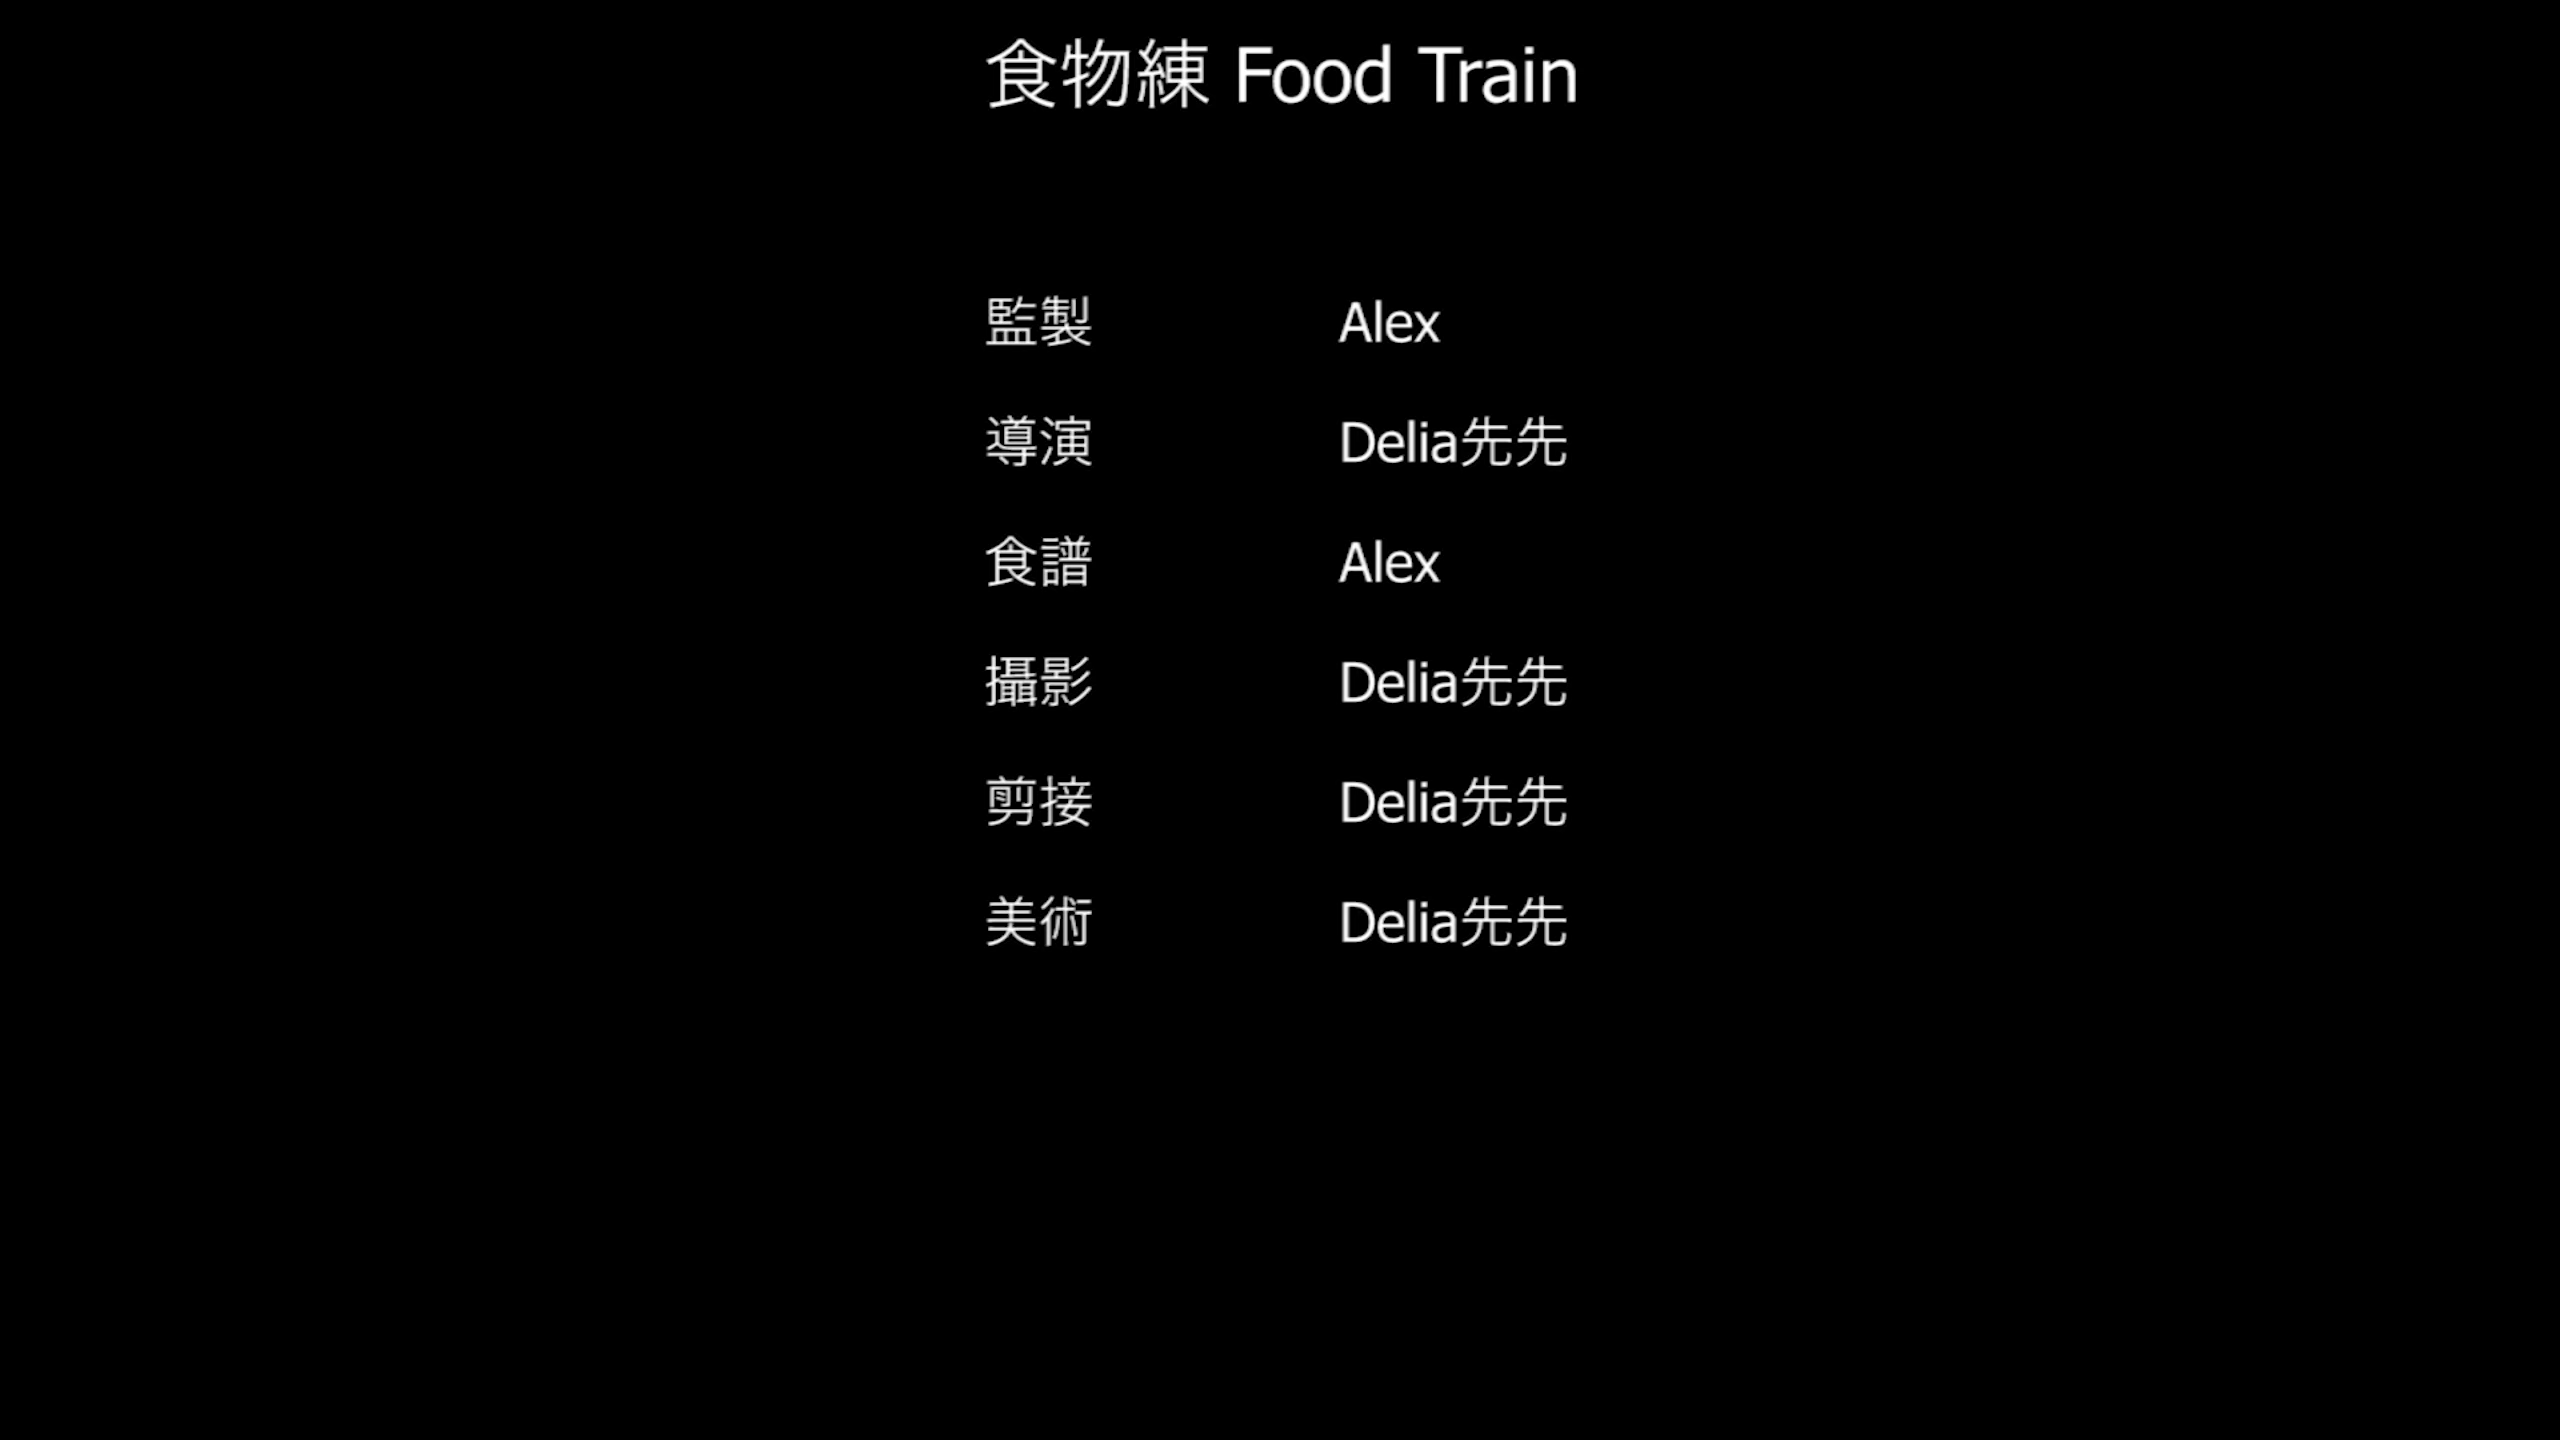 食物練 Food Train
監製 Alex
導演 Delia先先
食譜 Alex
攝影 Delia先先
剪接 Delia先先
美術 Delia先先